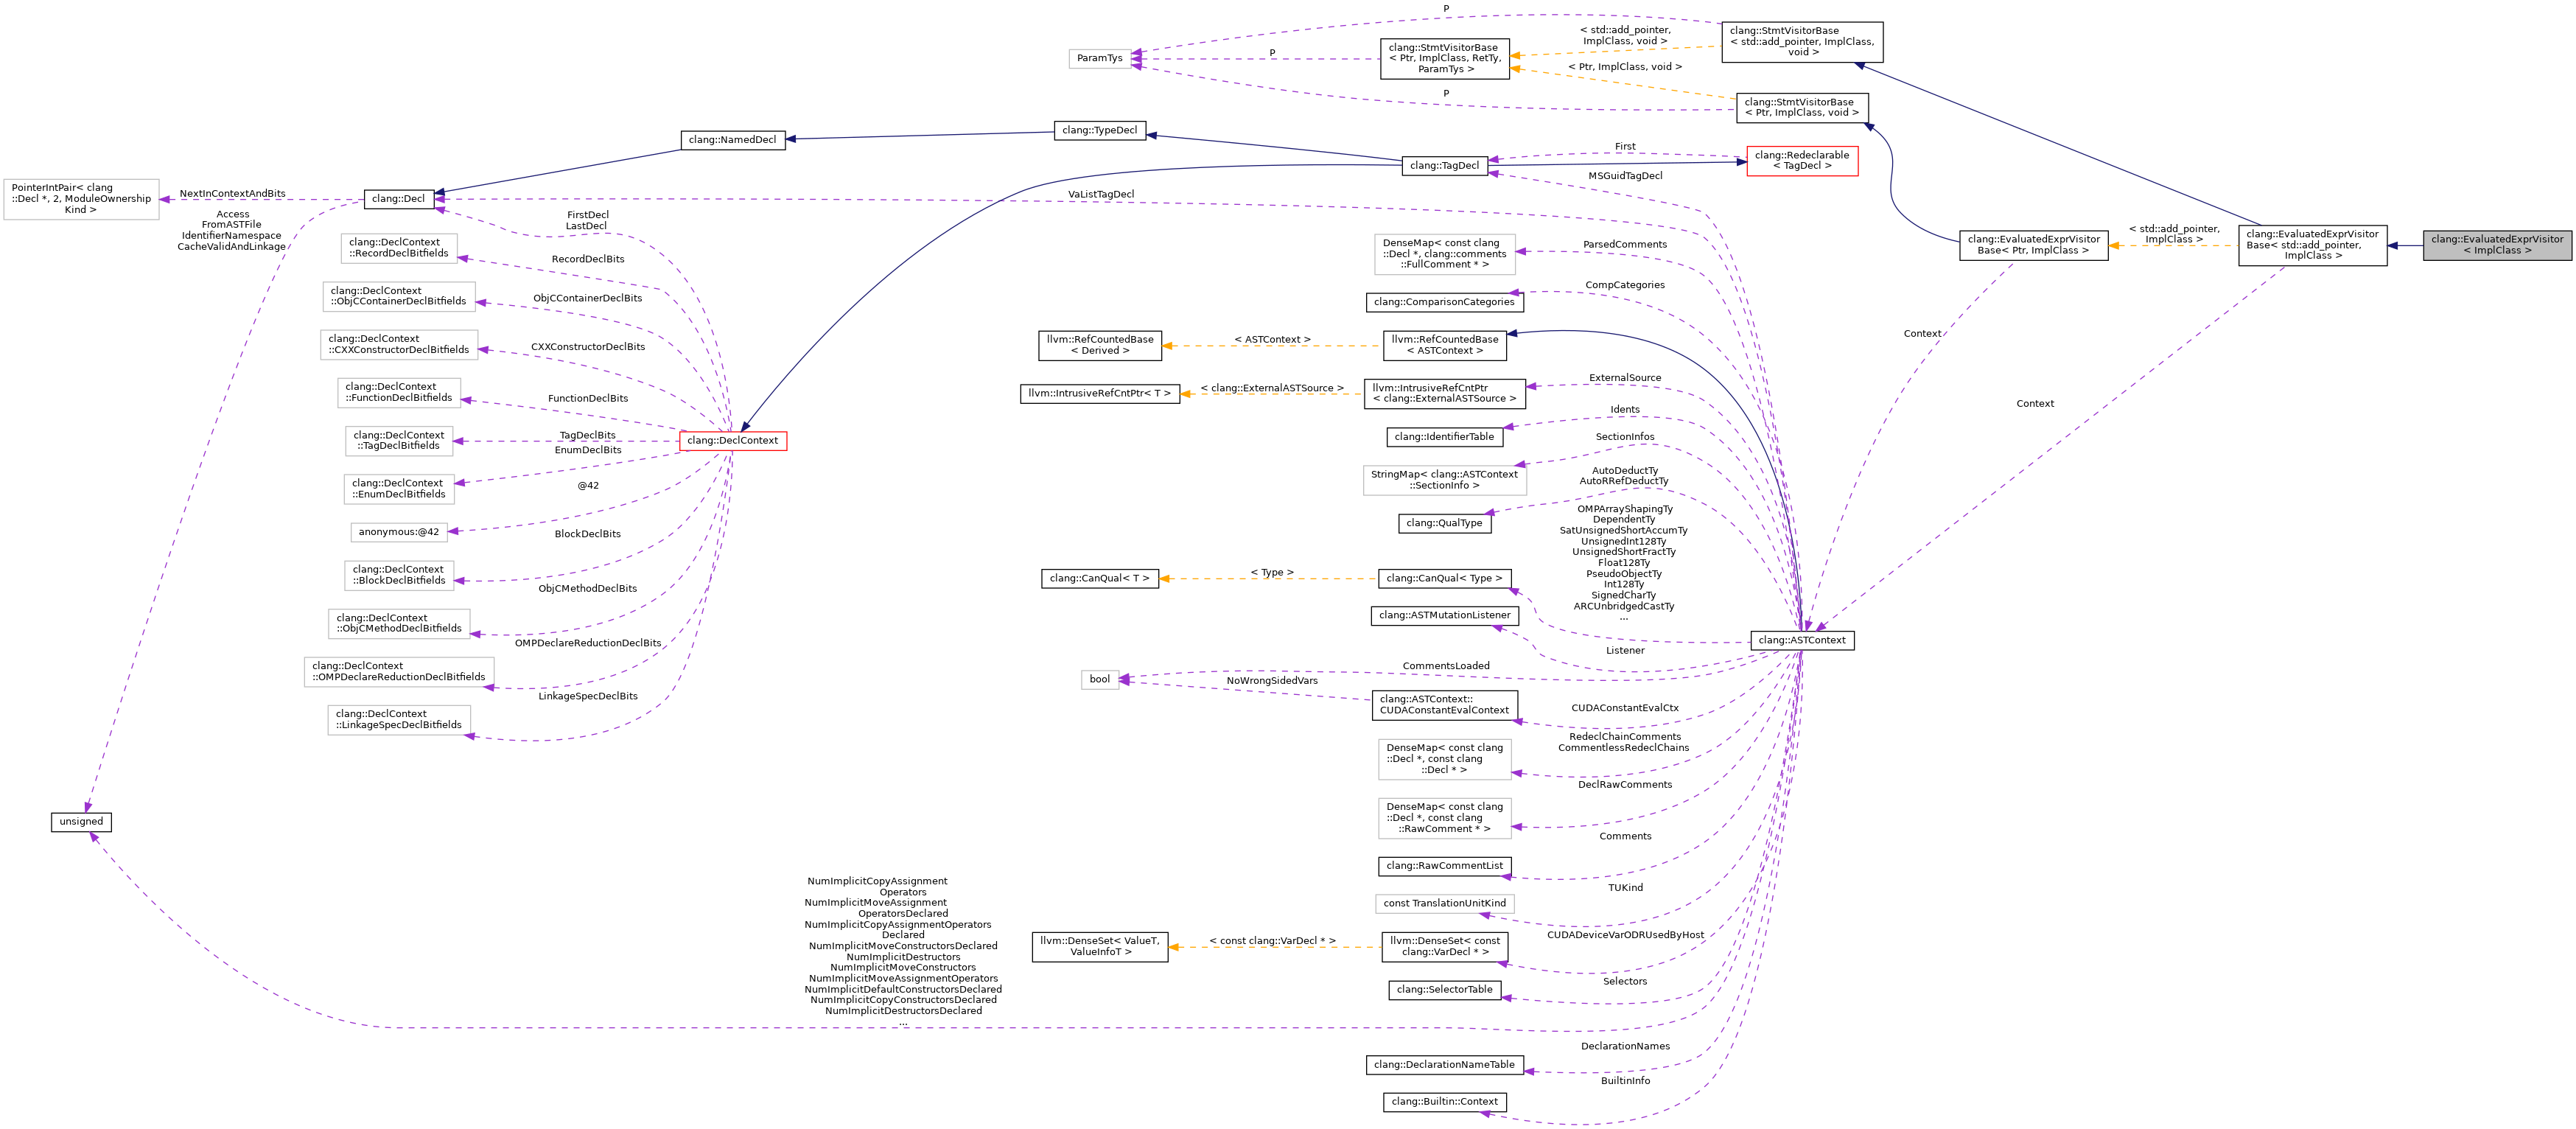 P
clang::StmtVisitorBase
< std::add_pointer, ImplClass,
void >
< std::add_pointer,
ImplClass, void >
clang::StmtVisitorBase
< Ptr, ImplClass, RetTy,
ParamTys >
P
ParamTys
< Ptr, ImplClass, void >
P
clang::StmtVisitorBase
< Ptr, ImplClass, void >
clang::TypeDecl
clang::NamedDecl
First
clang::Redeclarable
< TagDecl >
clang::TagDecl
MSGuidTagDecl
PointerIntPair< clang
::Decl *, 2, ModuleOwnership
Kind >
NextInContextAndBits
clang::Decl
VaListTagDecl
Access
FromASTFile
IdentifierNamespace
CacheValidAndLinkage
FirstDecl
LastDecl
clang::DeclContext
::RecordDeclBitfields
RecordDeclBits
clang::DeclContext
::ObjCContainerDeclBitfields
ObjCContainerDeclBits
clang::DeclContext
::CXXConstructorDeclBitfields
CXXConstructorDeclBits
clang::DeclContext
::FunctionDeclBitfields
FunctionDeclBits
clang::DeclContext
::TagDeclBitfields
TagDeclBits
clang::DeclContext
EnumDeclBits
clang::DeclContext
::EnumDeclBitfields
@42
anonymous:@42
BlockDeclBits
clang::DeclContext
::BlockDeclBitfields
ObjCMethodDeclBits
clang::DeclContext
::ObjCMethodDeclBitfields
OMPDeclareReductionDeclBits
clang::DeclContext
::OMPDeclareReductionDeclBitfields
LinkageSpecDeclBits
clang::DeclContext
::LinkageSpecDeclBitfields
unsigned
clang::EvaluatedExprVisitor
Base< Ptr, ImplClass >
< std::add_pointer,
ImplClass >
clang::EvaluatedExprVisitor
Base< std::add_pointer,
ImplClass >
clang::EvaluatedExprVisitor
< ImplClass >
Context
Context
DenseMap< const clang
::Decl *, clang::comments
::FullComment * >
ParsedComments
CompCategories
clang::ComparisonCategories
llvm::RefCountedBase
< Derived >
< ASTContext >
llvm::RefCountedBase
< ASTContext >
llvm::IntrusiveRefCntPtr< T >
< clang::ExternalASTSource >
llvm::IntrusiveRefCntPtr
< clang::ExternalASTSource >
ExternalSource
Idents
clang::IdentifierTable
SectionInfos
StringMap< clang::ASTContext
::SectionInfo >
AutoDeductTy
AutoRRefDeductTy
clang::QualType
OMPArrayShapingTy
DependentTy
SatUnsignedShortAccumTy
UnsignedInt128Ty
UnsignedShortFractTy
Float128Ty
PseudoObjectTy
Int128Ty
SignedCharTy
ARCUnbridgedCastTy
...
clang::CanQual< T >
< Type >
clang::CanQual< Type >
clang::ASTMutationListener
Listener
clang::ASTContext
bool
CommentsLoaded
NoWrongSidedVars
clang::ASTContext::
CUDAConstantEvalContext
CUDAConstantEvalCtx
RedeclChainComments
CommentlessRedeclChains
DenseMap< const clang
::Decl *, const clang
::Decl * >
DeclRawComments
DenseMap< const clang
::Decl *, const clang
::RawComment * >
Comments
clang::RawCommentList
TUKind
const TranslationUnitKind
CUDADeviceVarODRUsedByHost
llvm::DenseSet< ValueT,
ValueInfoT >
< const clang::VarDecl * >
llvm::DenseSet< const
clang::VarDecl * >
Selectors
clang::SelectorTable
NumImplicitCopyAssignment
Operators
NumImplicitMoveAssignment
OperatorsDeclared
NumImplicitCopyAssignmentOperators
Declared
NumImplicitMoveConstructorsDeclared
NumImplicitDestructors
NumImplicitMoveConstructors
NumImplicitMoveAssignmentOperators
NumImplicitDefaultConstructorsDeclared
NumImplicitCopyConstructorsDeclared
NumImplicitDestructorsDeclared
...
DeclarationNames
clang::DeclarationNameTable
BuiltinInfo
clang::Builtin::Context